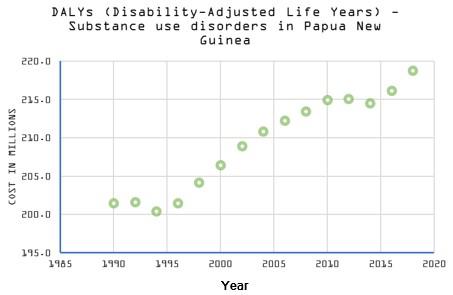 DALYs (Disability-Adjusted Life Years) -
Substance use disorders in Papua New
Guinea
220.0
215.0
210.0
205.0
200.0
195.0
COST IN MILLIONS
1985 1990 1995 2000 2005 2010 2015 2020
Year